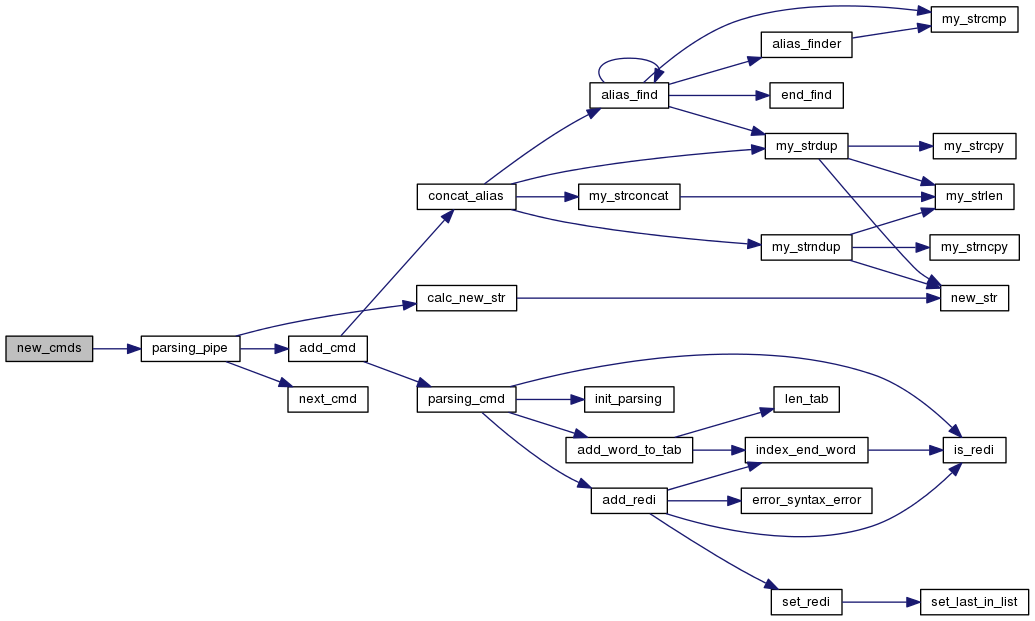 new_cmds
parsing_pipe
calc_new_str
add_cmd
next_cmd
concat_alias
parsing_cmd
alias_find
my_strconcat
init_parsing
add_word_to_tab
add_redi
alias_finder
end_find
my_strdup
my_strndup
len_tab
index_end_word
error_syntax_error
set_redi
my_strcmp
my_strcpy
my_strlen
my_strncpy
new_str
is_redi
set_last_in_list